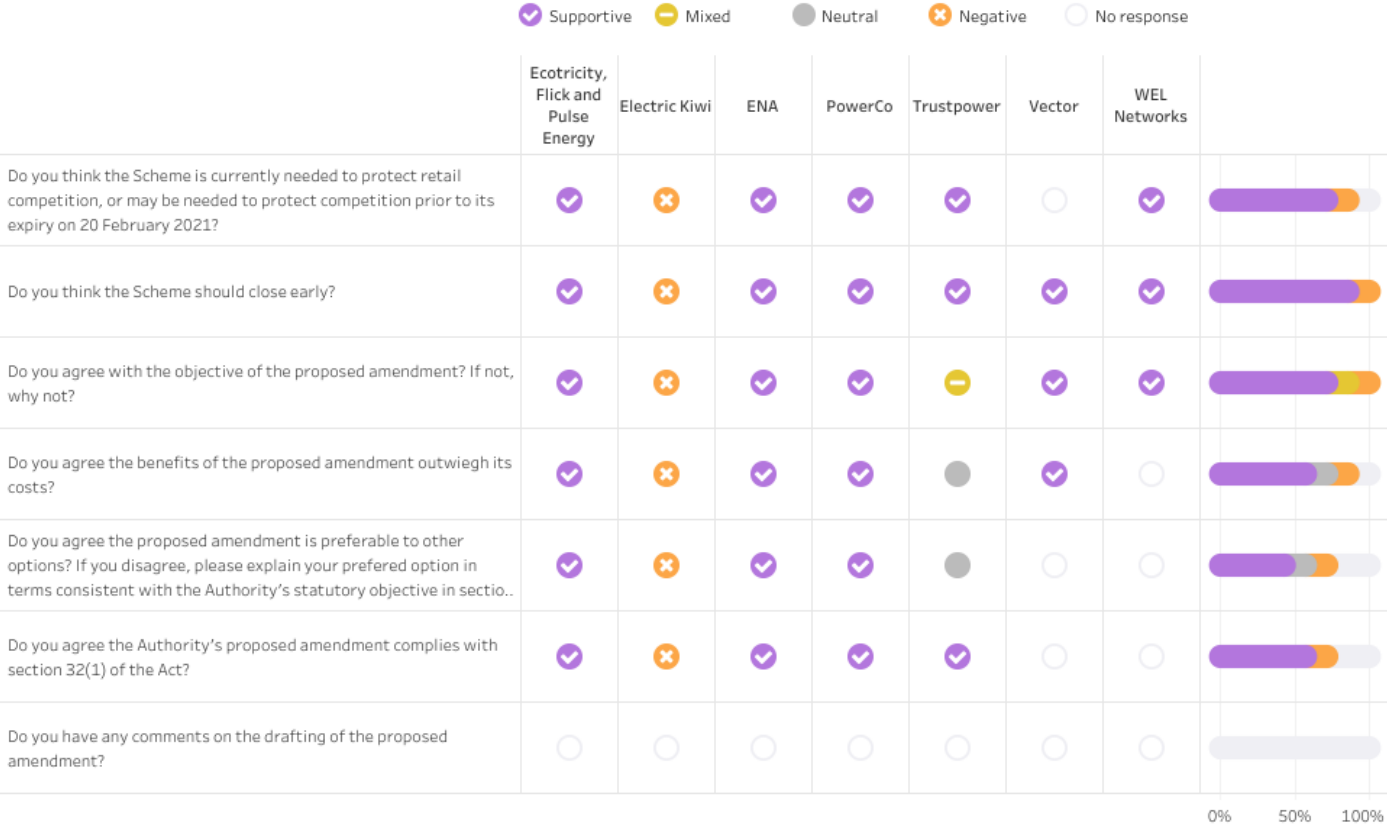 Supportive Mixed Neutral Negative No response
Ecotricity,
Flick and
Pulse
Energy
Electric Kiwi
ENA
PowerCo
Trustpower
Vector
WEL
Networks
Do you think the Scheme is currently needed to protect retail
competition, or may be needed to protect competition prior to its
expiry on 20 February 2021?
Do you think the Scheme should close early?
Do you agree with the objective of the proposed amendment? If not,
why not?
Do you agree the benefits of the proposed amendment outwiegh its
costs?
Do you agree the proposed amendment is preferable to other
options? If you disagree, please explain your prefered option in
terms consistent with the Authority's statutory objective in sectio..
Do you agree the Authority's proposed amendment complies with
section 32(1) of the Act?
Do you have any comments on the drafting of the proposed
amendment?
0% 50% 100%